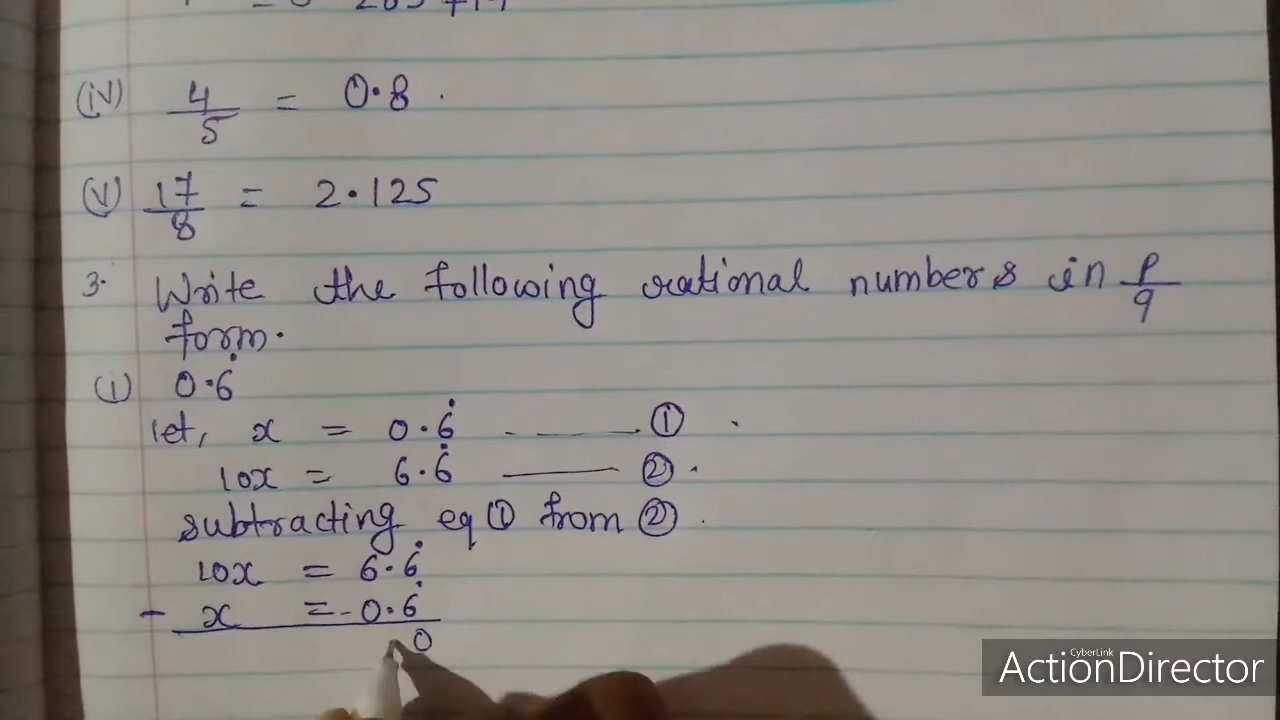 (iv) 4/5 = 0.8.
(v) 17/8 = 2.125
3. Write the following rational numbers in p/q
form.
(i) 0.6̇
let, x = 0.6̇ - — — ①.
10x = 6.6̇ —— ②.
subtracting eq ① from ②.
10x = 6.6̇
- x = -0.6̇
0
CyberLink
ActionDirector